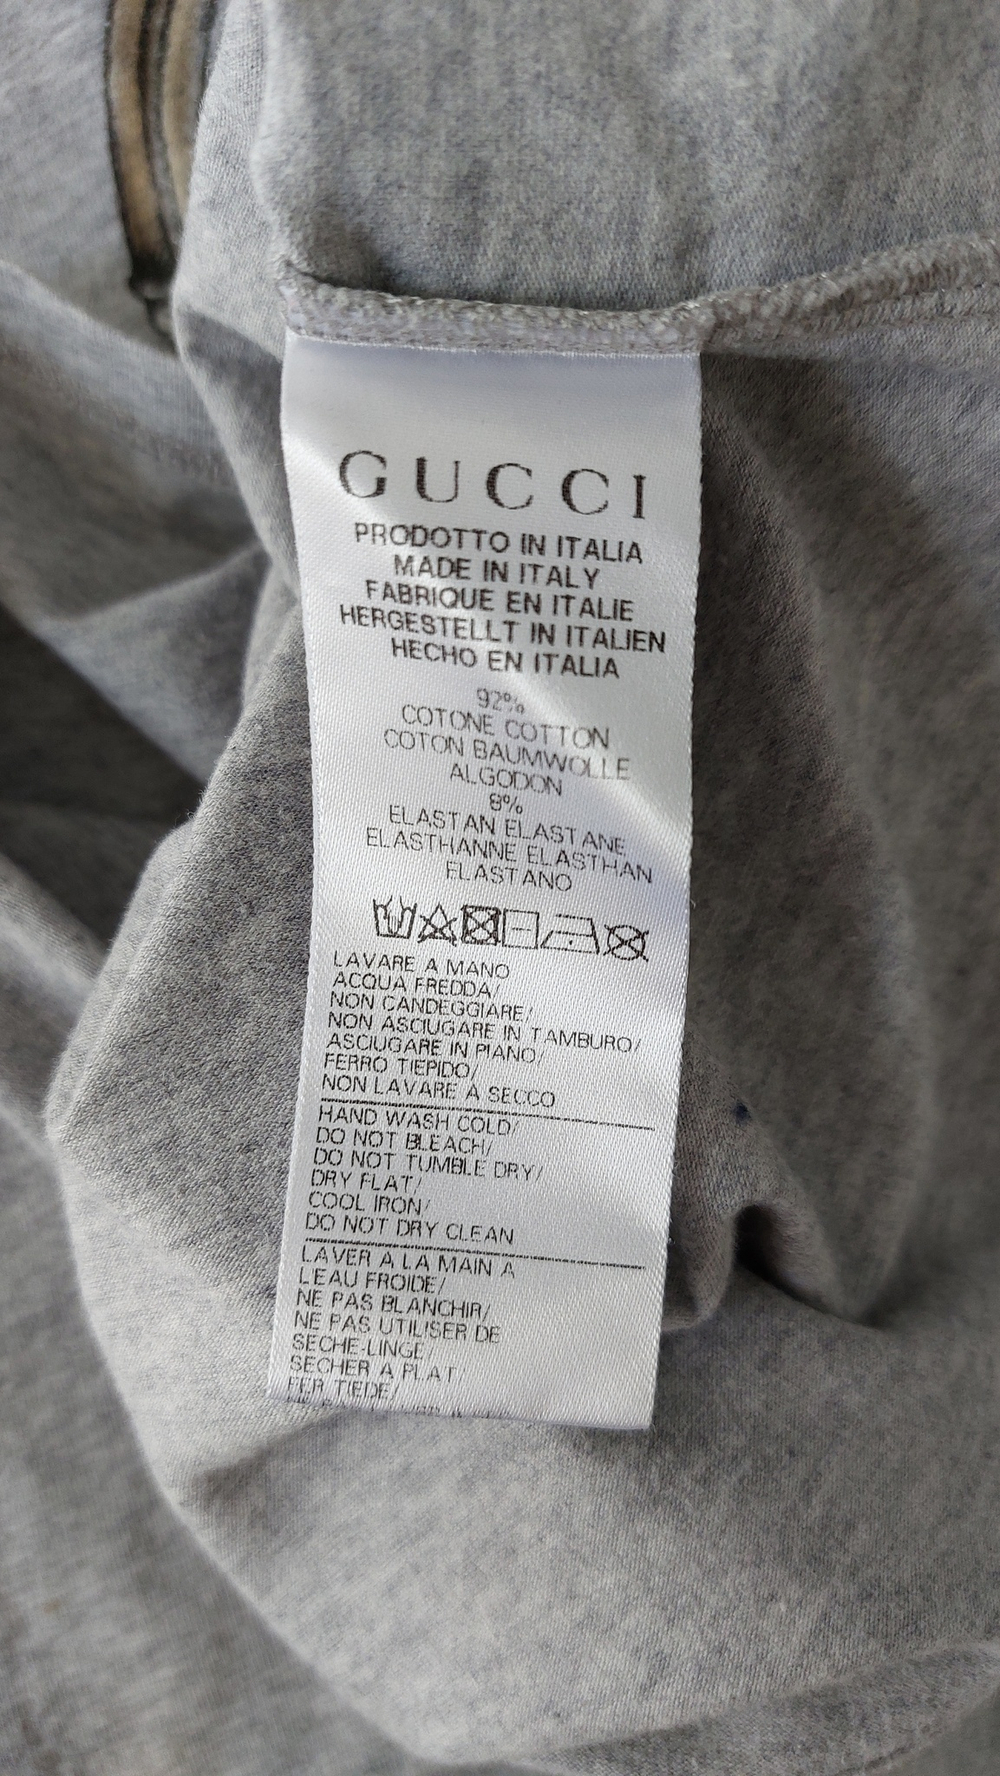 GUCCI
PRODOTTO IN ITALIA
MADE IN ITALY
FABRIQUE EN ITALIE
HERGESTELLT IN ITALIEN
HECHO EN ITALIA
92%
COTONE COTTON
COTON BAUMWOLLE
ALGODON
8%
ELASTAN ELASTANE
ELASTHANNE ELASTHAN
ELASTANO
LAVARE A MANO
ACQUA FREDDA/
NON CANDEGGIARE/
NON ASCIUGARE IN TAMBURO/
ASCIUGARE IN PIANO/
FERRO TIEPIDO/
NON LAVARE A SECCO
HAND WASH COLD/
DO NOT BLEACH/
DO NOT TUMBLE DRY/
DRY FLAT/
COOL IRON/
DO NOT DRY CLEAN
LAVER A LA MAIN A
L'EAU FROIDE/
NE PAS BLANCHIR/
NE PAS UTILISER DE
SECHE-LINGE
SECHER A PLAT
FER TIEDE/